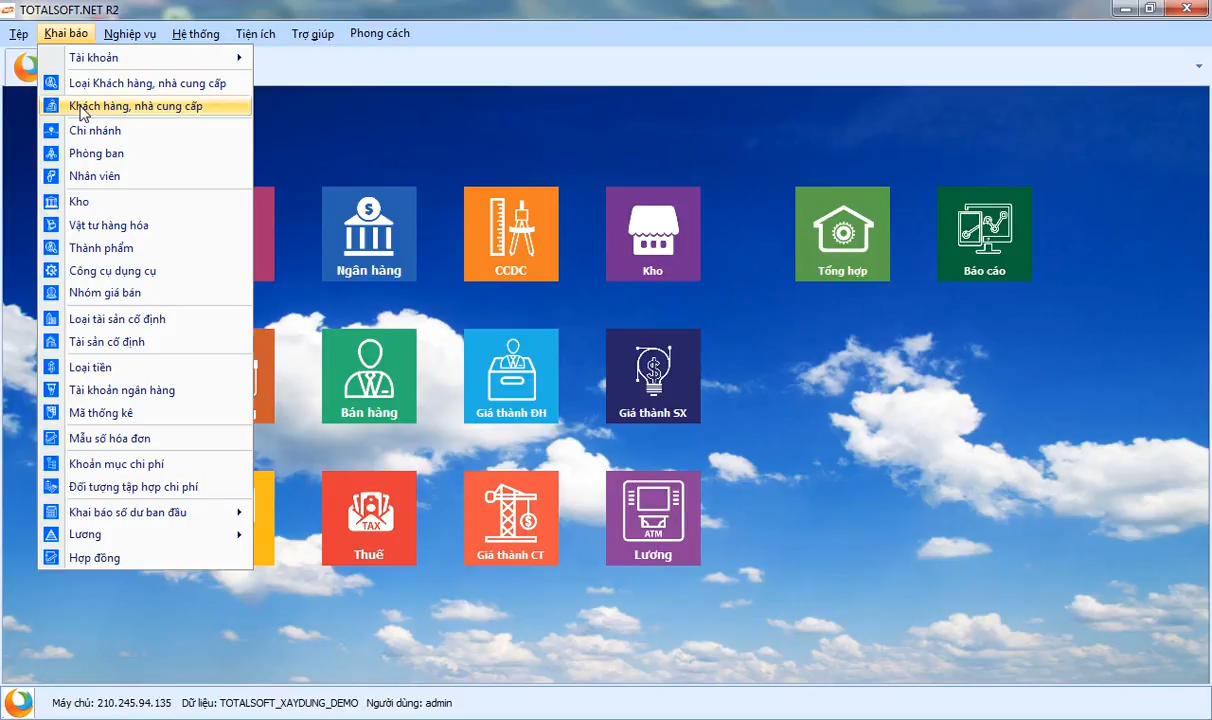 TOTALSOFT.NET R2
Tệp Khai báo Nghiệp vụ Hệ thống Tiện ích Trợ giúp Phong cách
Tài khoản
Loại Khách hàng, nhà cung cấp
Khách hàng, nhà cung cấp
Chi nhánh
Phòng ban
Nhân viên
Kho
Vật tư hàng hóa
Thành phẩm
Công cụ dụng cụ
Nhóm giá bán
Loại tài sản cố định
Tài sản cố định
Loại tiền
Tài khoản ngân hàng
Mã thống kê
Mẫu số hóa đơn
Khoản mục chi phí
Đối tượng tập hợp chi phí
Khai báo số dư ban đầu
Lương
Hợp đồng
Ngân hàng CCDC Kho Tổng hợp Báo cáo
Bán hàng Giá thành ĐH Giá thành SX
TAX ATM
Thuế Giá thành CT Lương
Máy chủ: 210.245.94.135 Dữ liệu: TOTALSOFT_XAYDUNG_DEMO Người dùng: admin